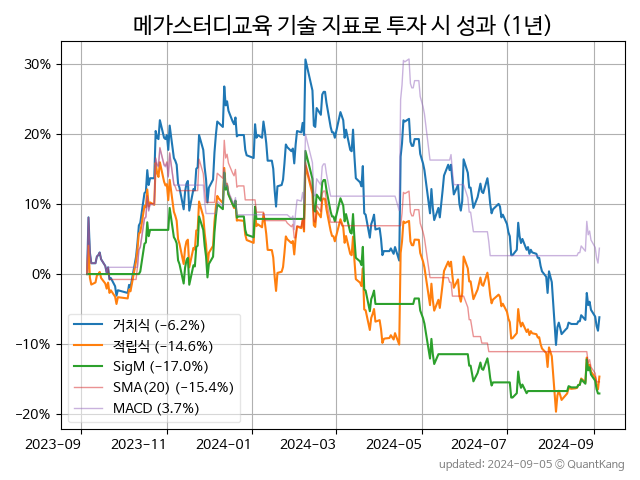 메가스터디교육 기술 지표로 투자 시 성과 (1년)
30%
20%
10%
0%
−10%
−20%
거치식 (−6.2%)
적립식 (−14.6%)
SigM (−17.0%)
SMA(20) (−15.4%)
MACD (3.7%)
2023-09 2023-11 2024-01 2024-03 2024-05 2024-07 2024-09
updated: 2024-09-05 © QuantKang